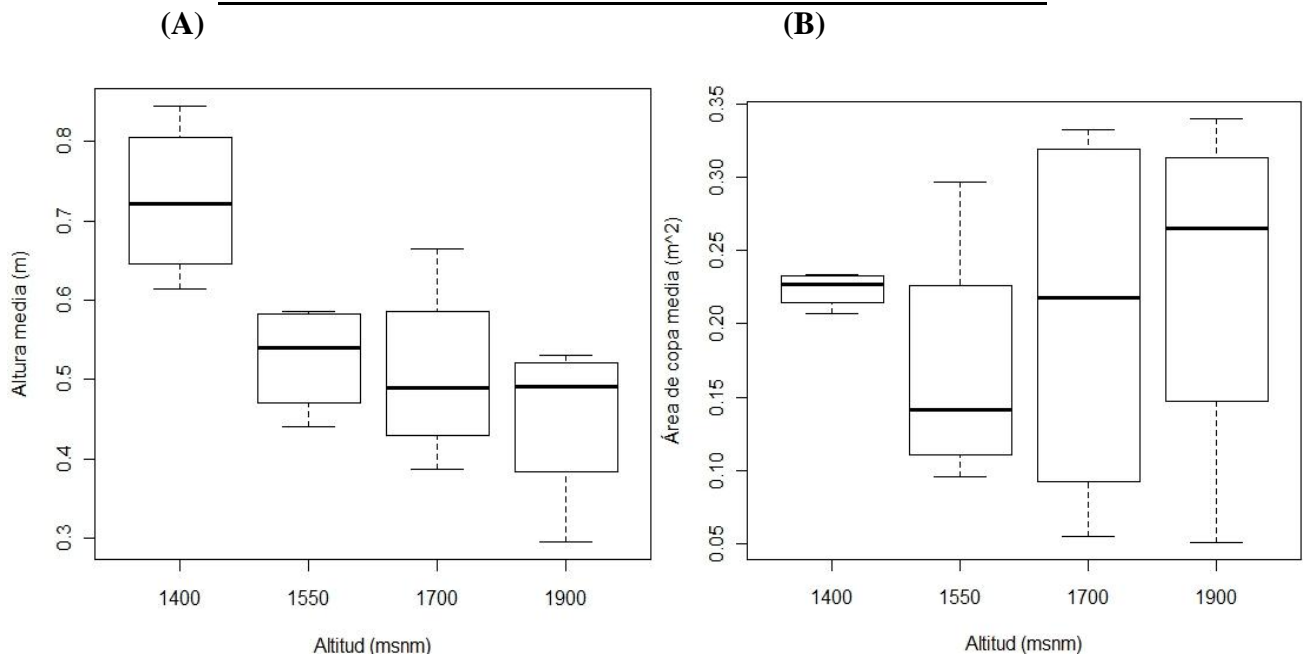 (A)
(B)
Altura media (m)
0.8
0.7
0.6
0.5
0.4
0.3
1400 1550 1700 1900
Altitud (msnm)
Área de copa media (m^2)
0.35
0.30
0.25
0.20
0.15
0.10
0.05
1400 1550 1700 1900
Altitud (msnm)